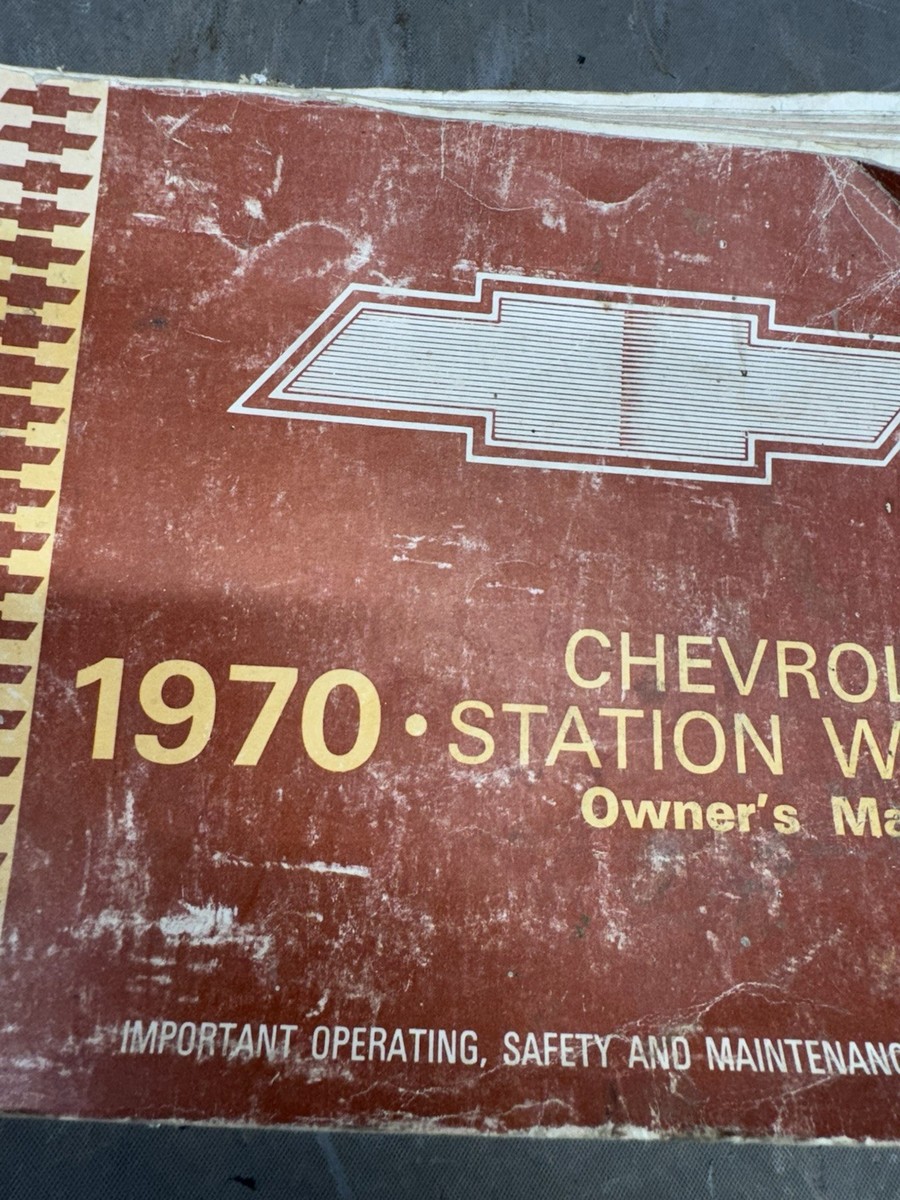 CHEVROL
1970 • STATION W
Owner's Ma
IMPORTANT OPERATING, SAFETY AND MAINTENANC